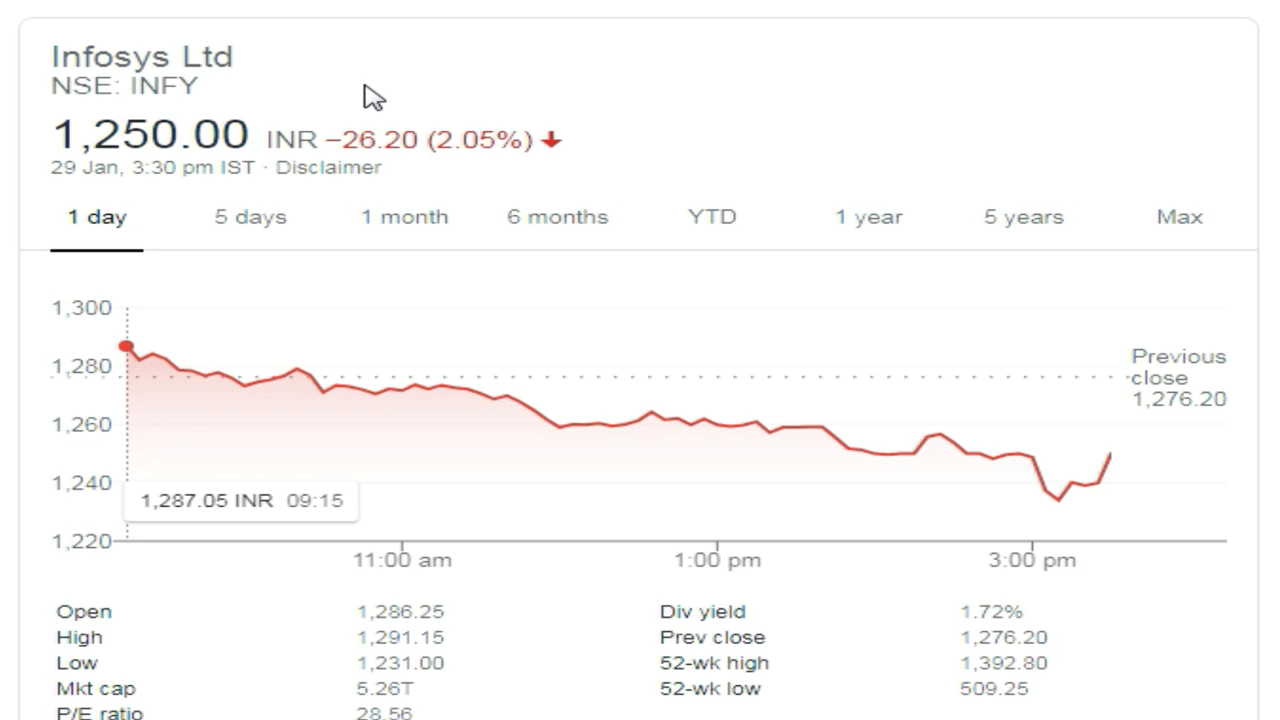 Infosys Ltd
NSE: INFY
1,250.00 INR −26.20 (2.05%)
29 Jan, 3:30 pm IST · Disclaimer
1 day 5 days 1 month 6 months YTD 1 year 5 years Max
1,300
1,280
1,260
1,240
1,220
Previous
close
1,276.20
1,287.05 INR 09:15
11:00 am 1:00 pm 3:00 pm
Open 1,286.25 Div yield 1.72%
High 1,291.15 Prev close 1,276.20
Low 1,231.00 52-wk high 1,392.80
Mkt cap 5.26T 52-wk low 509.25
P/E ratio 28.56